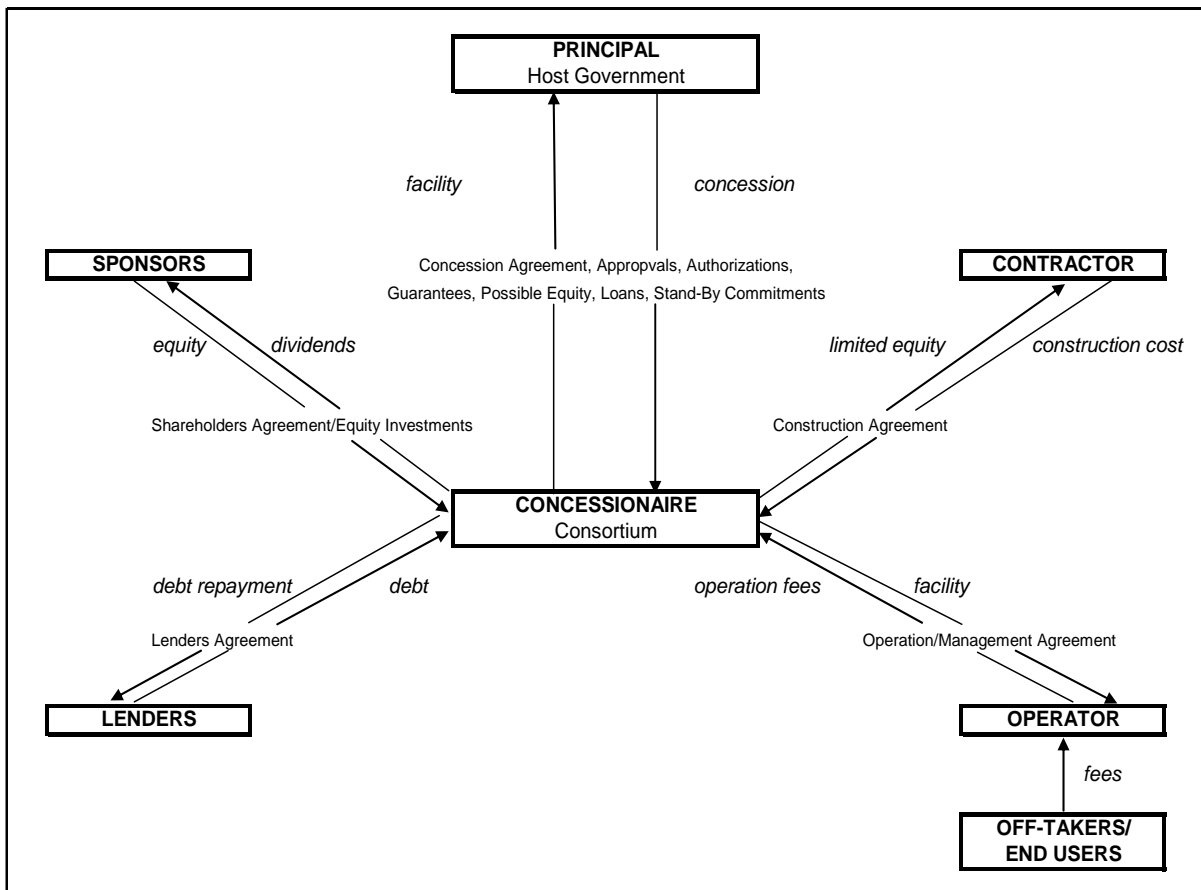 PRINCIPAL
Host Government
facility
concession
SPONSORS
Concession Agreement, Appropvals, Authorizations,
Guarantees, Possible Equity, Loans, Stand-By Commitments
CONTRACTOR
equity
dividends
limited equity
construction cost
Shareholders Agreement/Equity Investments
Construction Agreement
CONCESSIONAIRE
Consortium
debt repayment
debt
operation fees
facility
Lenders Agreement
Operation/Management Agreement
LENDERS
OPERATOR
fees
OFF-TAKERS/
END USERS